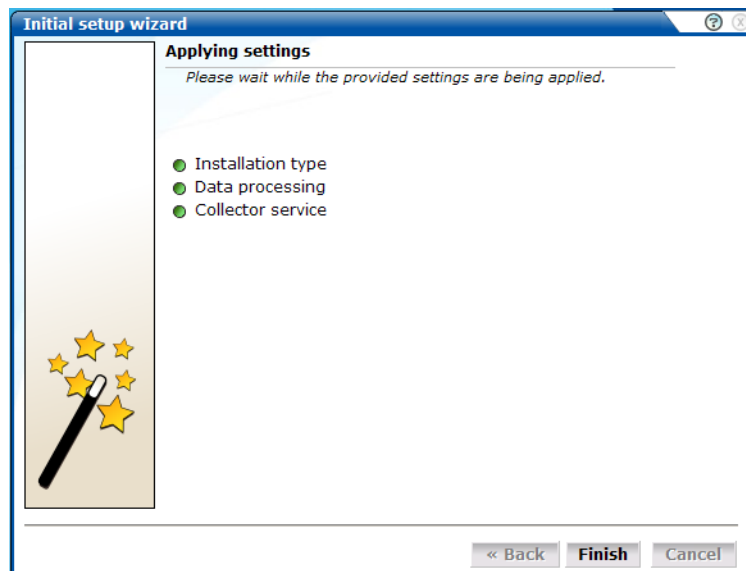 Initial setup wizard
Applying settings
Please wait while the provided settings are being applied.
Installation type
Data processing
Collector service
« Back Finish Cancel